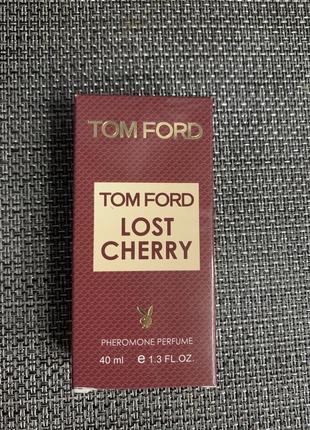 TOM FORD
TOM FORD
LOST
CHERRY
PHEROMONE PERFUME
40 ml e 1.3 FL.OZ.